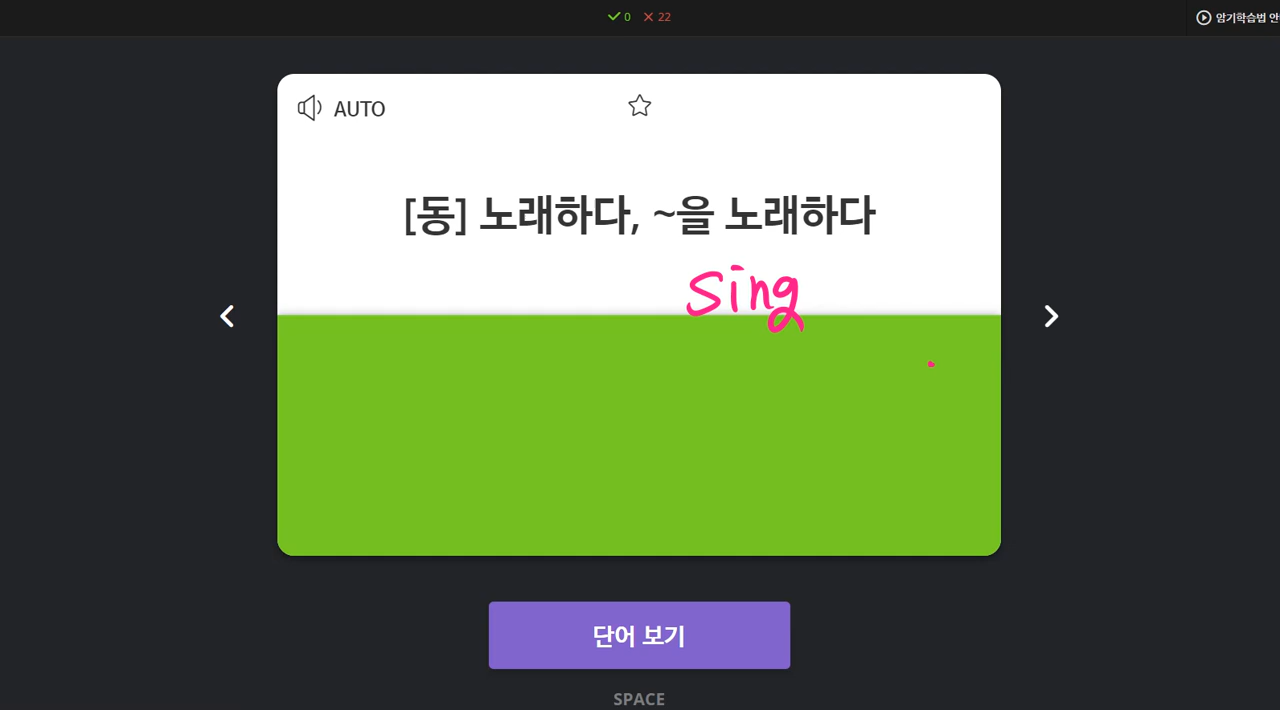 0 22
암기학습법 안
AUTO
[동] 노래하다, ~을 노래하다
sing
단어 보기
SPACE